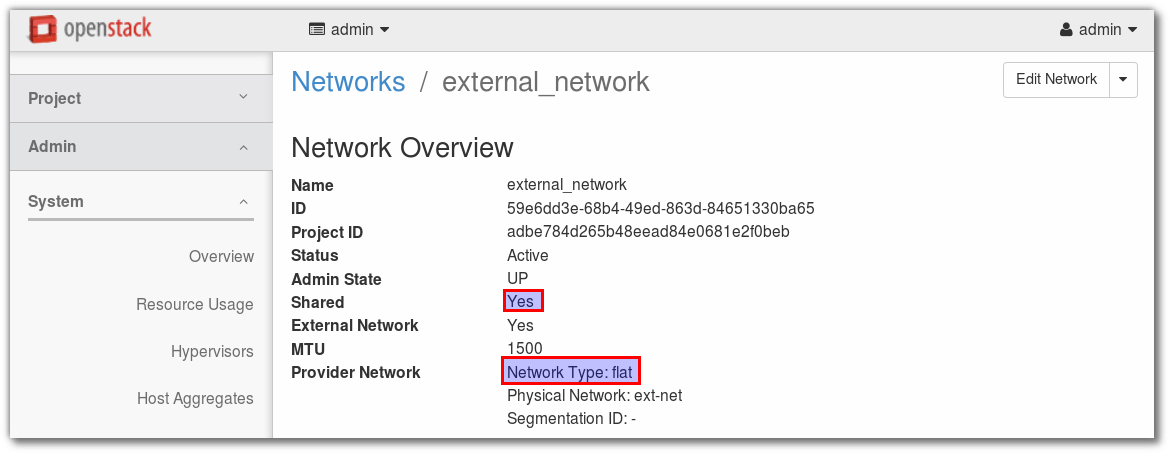 openstack
admin
admin
Project
Admin
System
Overview
Resource Usage
Hypervisors
Host Aggregates
Networks / external_network
Edit Network
Network Overview
Name external_network
ID 59e6dd3e-68b4-49ed-863d-84651330ba65
Project ID adbe784d265b48eead84e0681e2f0beb
Status Active
Admin State UP
Shared Yes
External Network Yes
MTU 1500
Provider Network Network Type: flat
Physical Network: ext-net
Segmentation ID: -